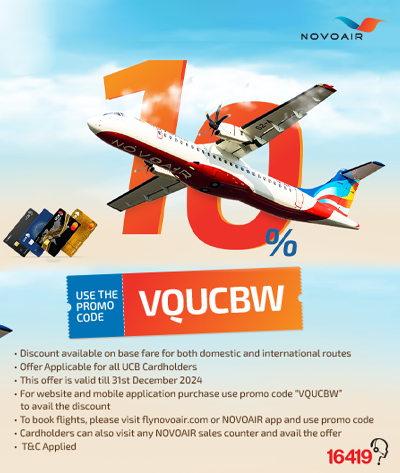 NOVOAIR
10
%
NOVOAIR
USE THE
PROMO
CODE
VQUCBW
• Discount available on base fare for both domestic and international routes
• Offer Applicable for all UCB Cardholders
• This offer is valid till 31st December 2024
• For website and mobile application purchase use promo code “VQUCBW”
to avail the discount
• To book flights, please visit flynovoair.com or NOVOAIR app and use promo code
• Cardholders can also visit any NOVOAIR sales counter and avail the offer
• T&C Applied
16419